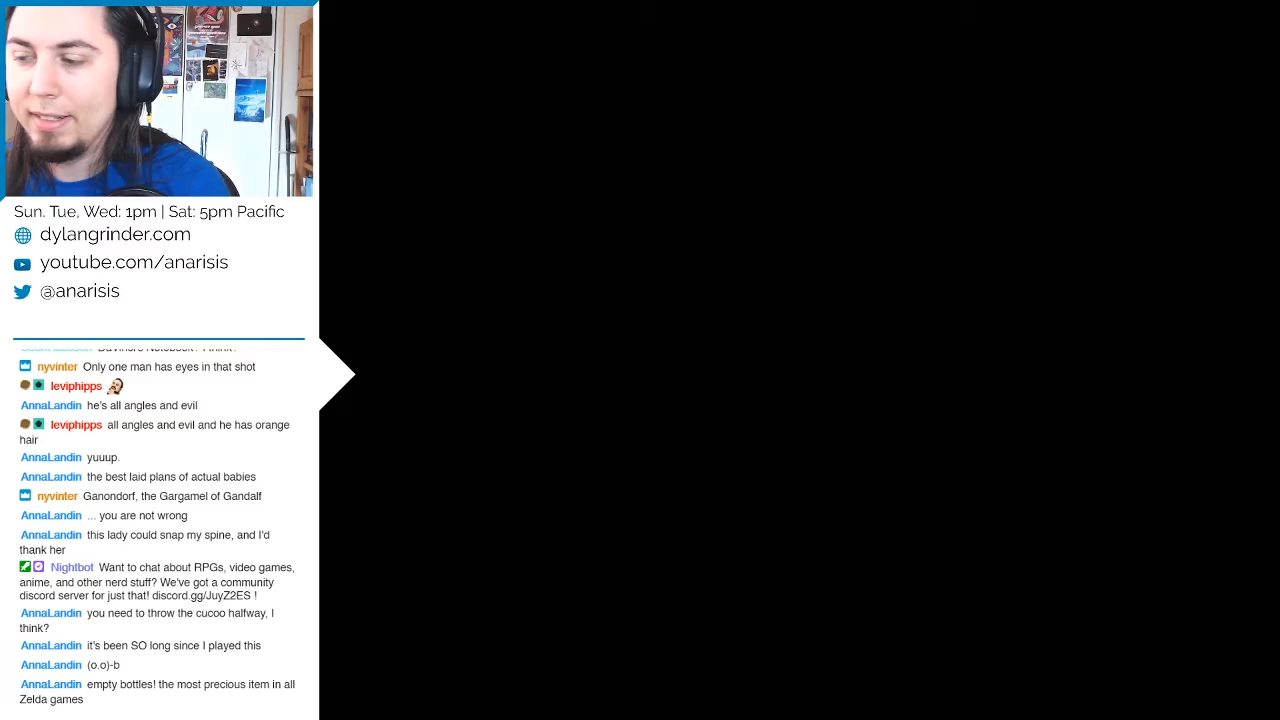 Sun. Tue, Wed: 1pm | Sat: 5pm Pacific
dylangrinder.com
youtube.com/anarisis
@anarisis
nyvinter Only one man has eyes in that shot
leviphipps
AnnaLandin he's all angles and evil
leviphipps all angles and evil and he has orange
hair
AnnaLandin yuuup.
AnnaLandin the best laid plans of actual babies
nyvinter Ganondorf, the Gargamel of Gandalf
AnnaLandin ... you are not wrong
AnnaLandin this lady could snap my spine, and I'd
thank her
Nightbot Want to chat about RPGs, video games,
anime, and other nerd stuff? We've got a community
discord server for just that! discord.gg/JuyZ2ES !
AnnaLandin you need to throw the cucoo halfway, I
think?
AnnaLandin it's been SO long since I played this
AnnaLandin (o.o)-b
AnnaLandin empty bottles! the most precious item in all
Zelda games